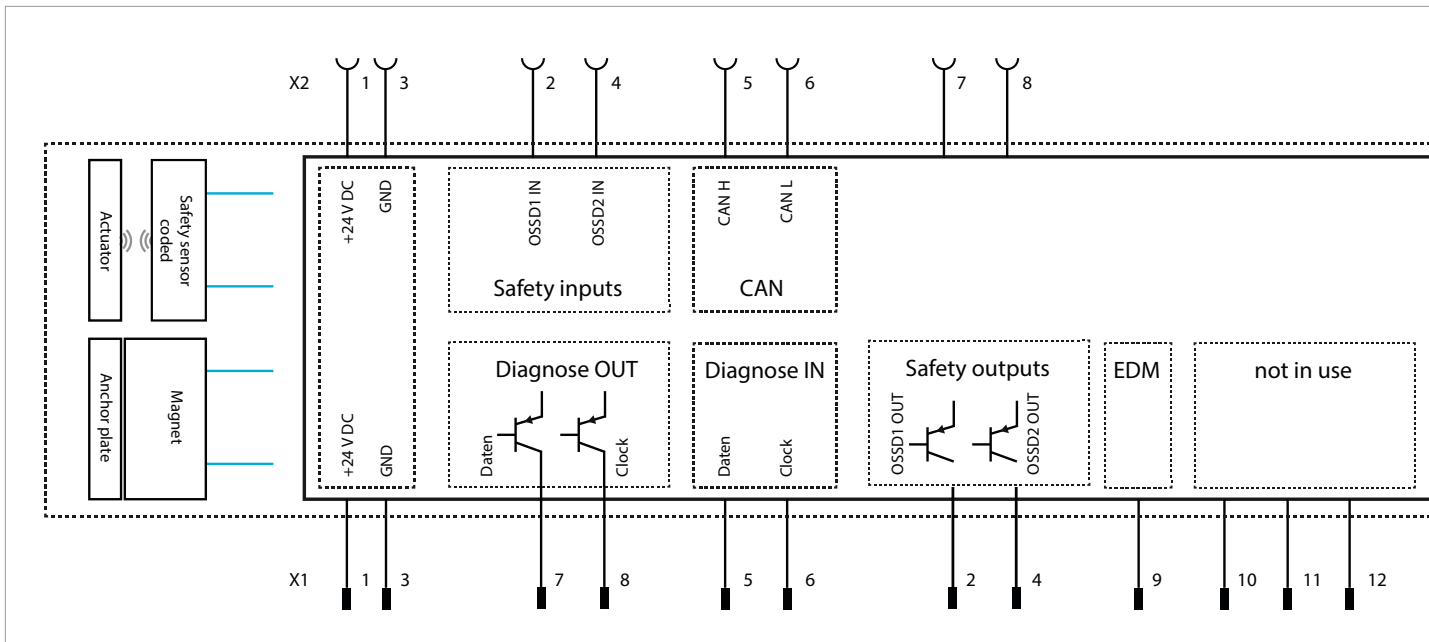 X2 1 3 2 4 5 6 7 8
Actuator
Safety sensor
coded
+24 V DC
GND
OSSD1 IN
OSSD2 IN
Safety inputs
CAN H
CAN L
CAN
Anchor plate
Magnet
+24 V DC
GND
Diagnose OUT
Daten
Clock
Diagnose IN
Daten
Clock
Safety outputs
OSSD1 OUT
OSSD2 OUT
EDM
not in use
X1 1 3 7 8 5 6 2 4 9 10 11 12